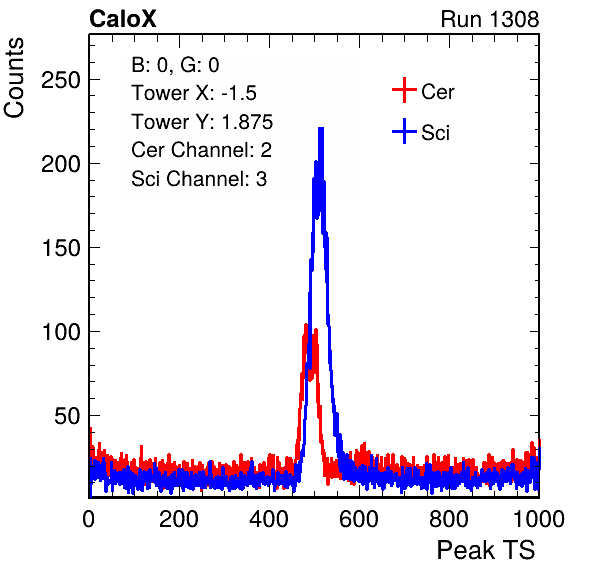 CaloX Run 1308
Counts
B: 0, G: 0
Tower X: -1.5
Tower Y: 1.875
Cer Channel: 2
Sci Channel: 3
Cer
Sci
250
200
150
100
50
0 200 400 600 800 1000
Peak TS